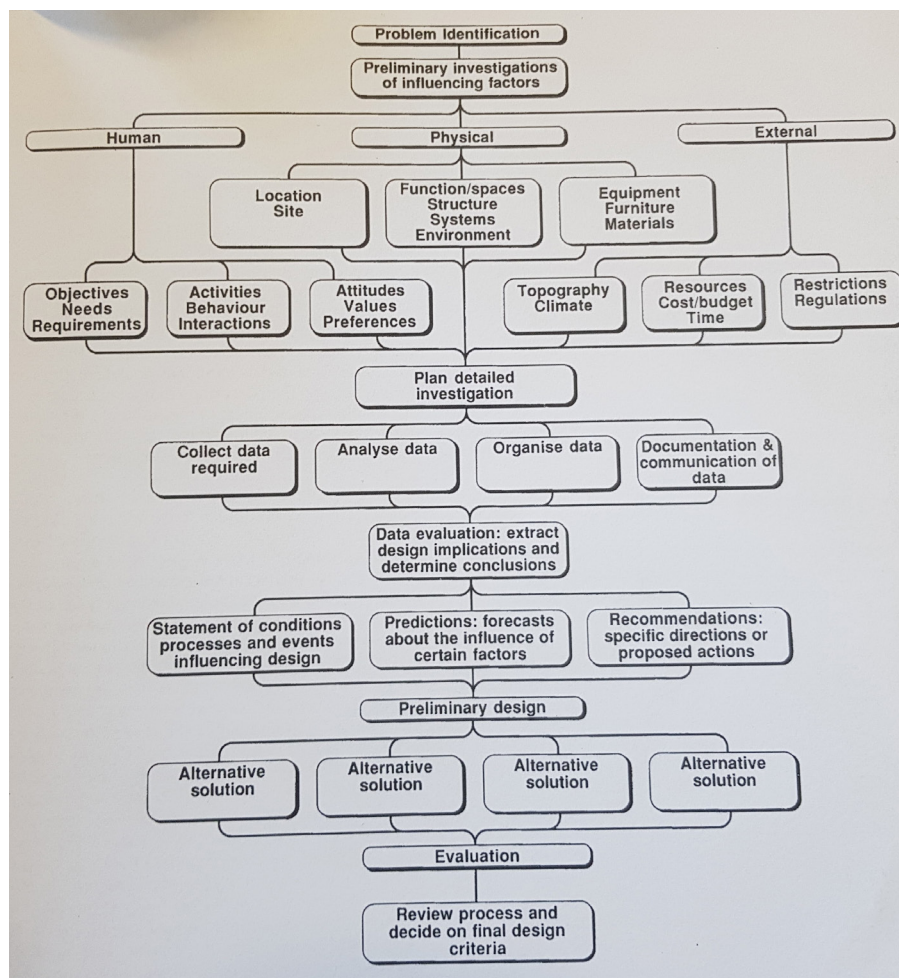 Problem Identification
Preliminary investigations
of influencing factors
Human
Physical
External
Location
Site
Function/spaces
Structure
Systems
Environment
Equipment
Furniture
Materials
Objectives
Needs
Requirements
Activities
Behaviour
Interactions
Attitudes
Values
Preferences
Topography
Climate
Resources
Cost/budget
Time
Restrictions
Regulations
Plan detailed
investigation
Collect data
required
Analyse data
Organise data
Documentation &
communication of
data
Data evaluation: extract
design implications and
determine conclusions
Statement of conditions
processes and events
influencing design
Predictions: forecasts
about the influence of
certain factors
Recommendations:
specific directions or
proposed actions
Preliminary design
Alternative
solution
Alternative
solution
Alternative
solution
Alternative
solution
Evaluation
Review process and
decide on final design
criteria